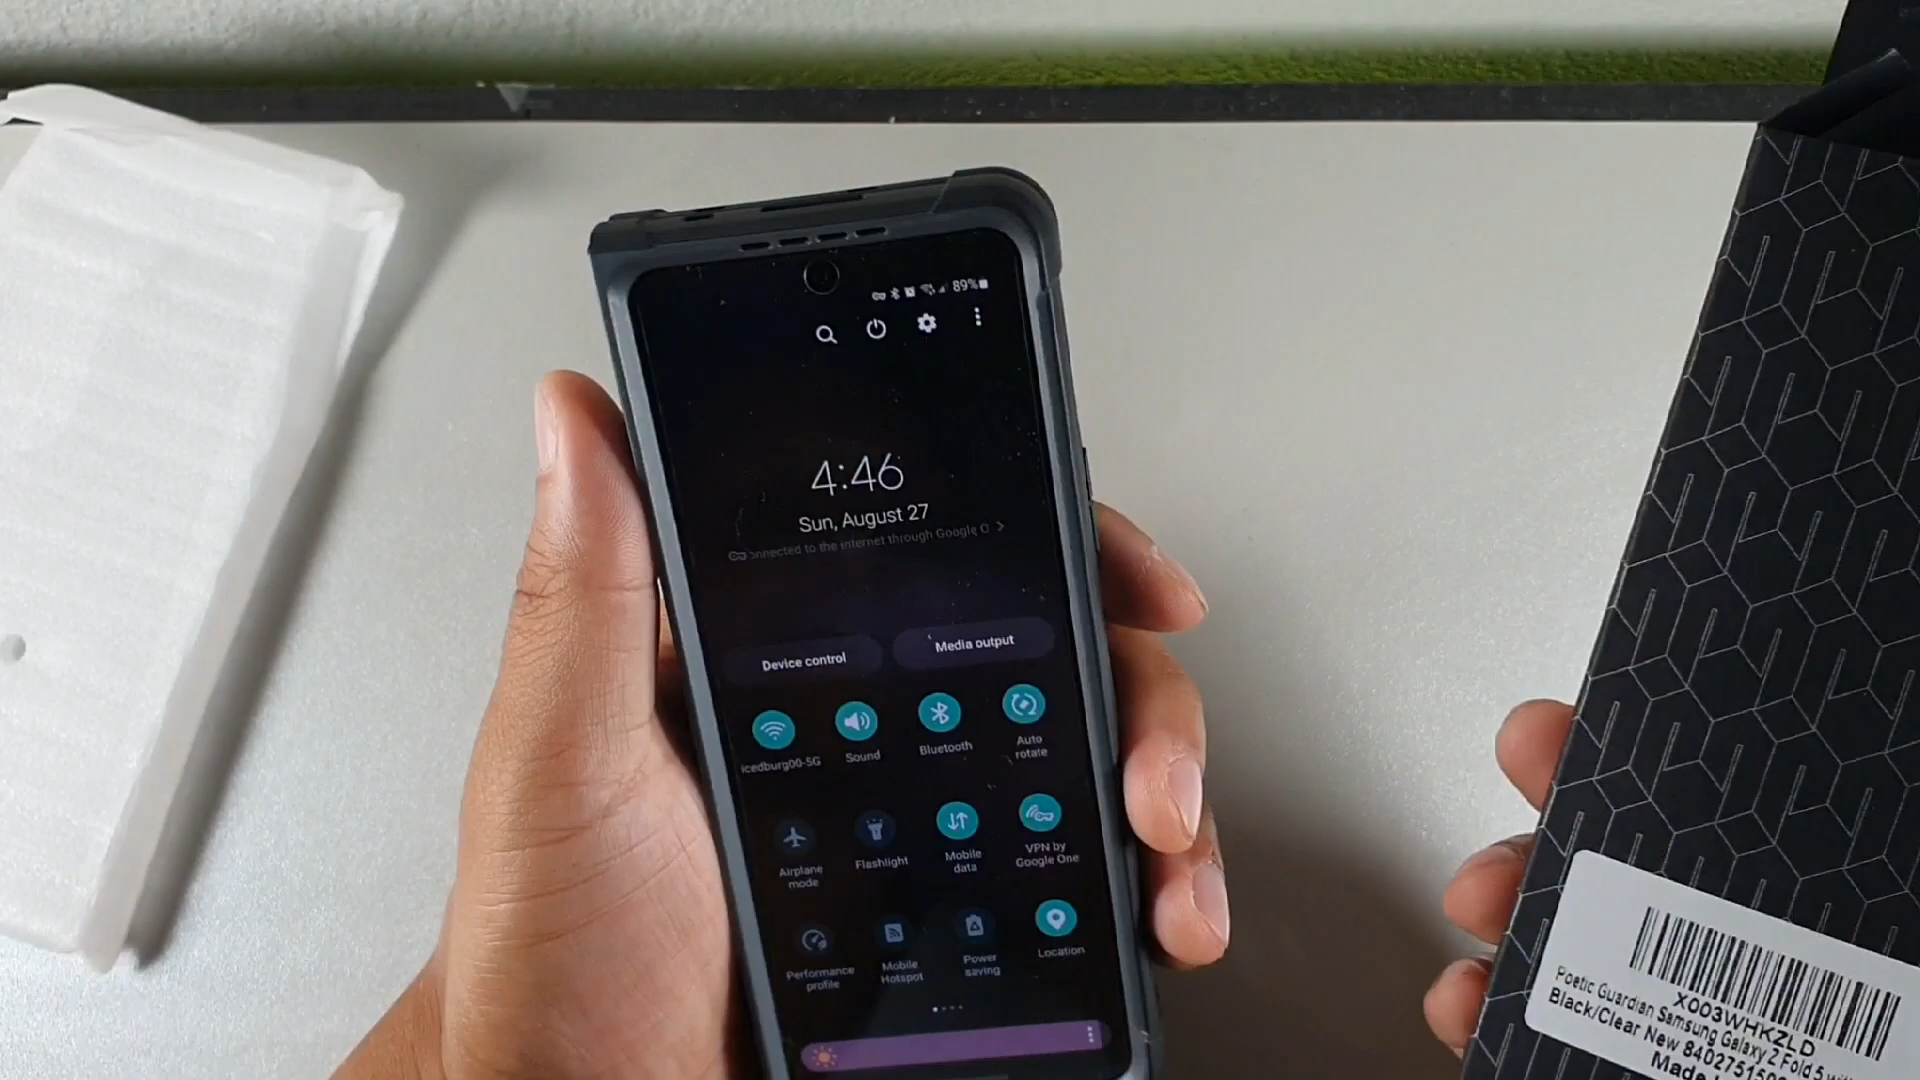 89%
4:46
Sun, August 27
onnected to the internet through Google O
Device control
Media output
icedburg00-5G
Sound
Bluetooth
Auto rotate
Airplane mode
Flashlight
Mobile data
VPN by Google One
Performance profile
Mobile Hotspot
Power saving
Location
X003WHKZLD
Poetic Guardian Samsung Galaxy Z Fold 5
Black/Clear New
Made